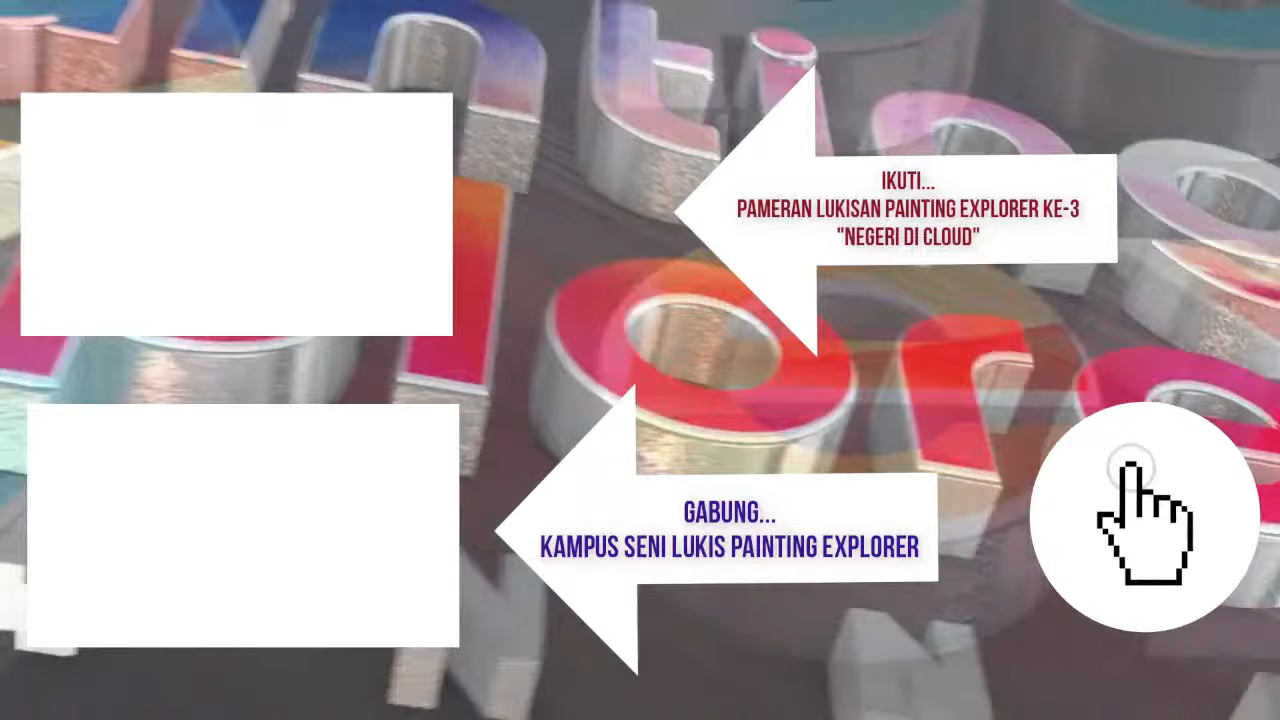 IKUTI...
PAMERAN LUKISAN PAINTING EXPLORER KE-3
"NEGERI DI CLOUD"
GABUNG...
KAMPUS SENI LUKIS PAINTING EXPLORER